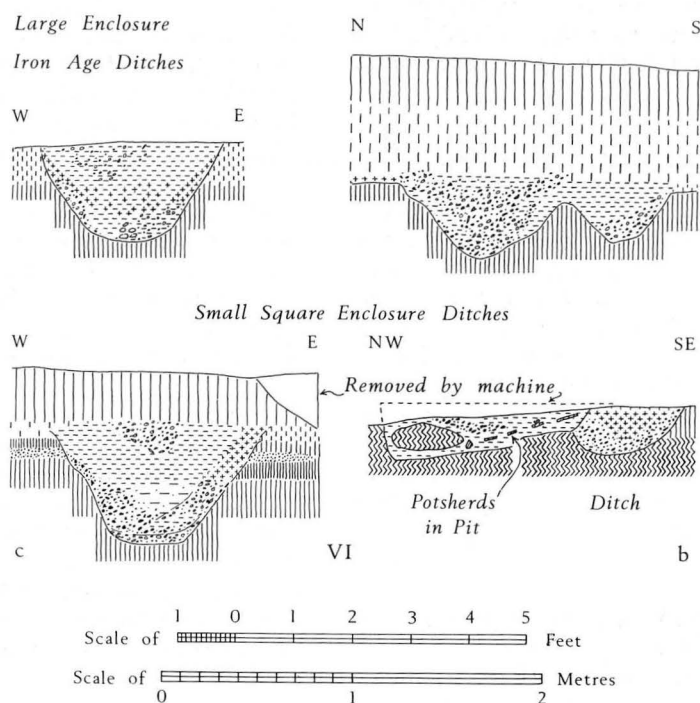 Large Enclosure
Iron Age Ditches
W E
N S
Small Square Enclosure Ditches
W E
NW SE
Removed by machine
Potsherds
in Pit
Ditch
c VI b
1 0 1 2 3 4 5
Scale of Feet
Scale of Metres
0 1 2